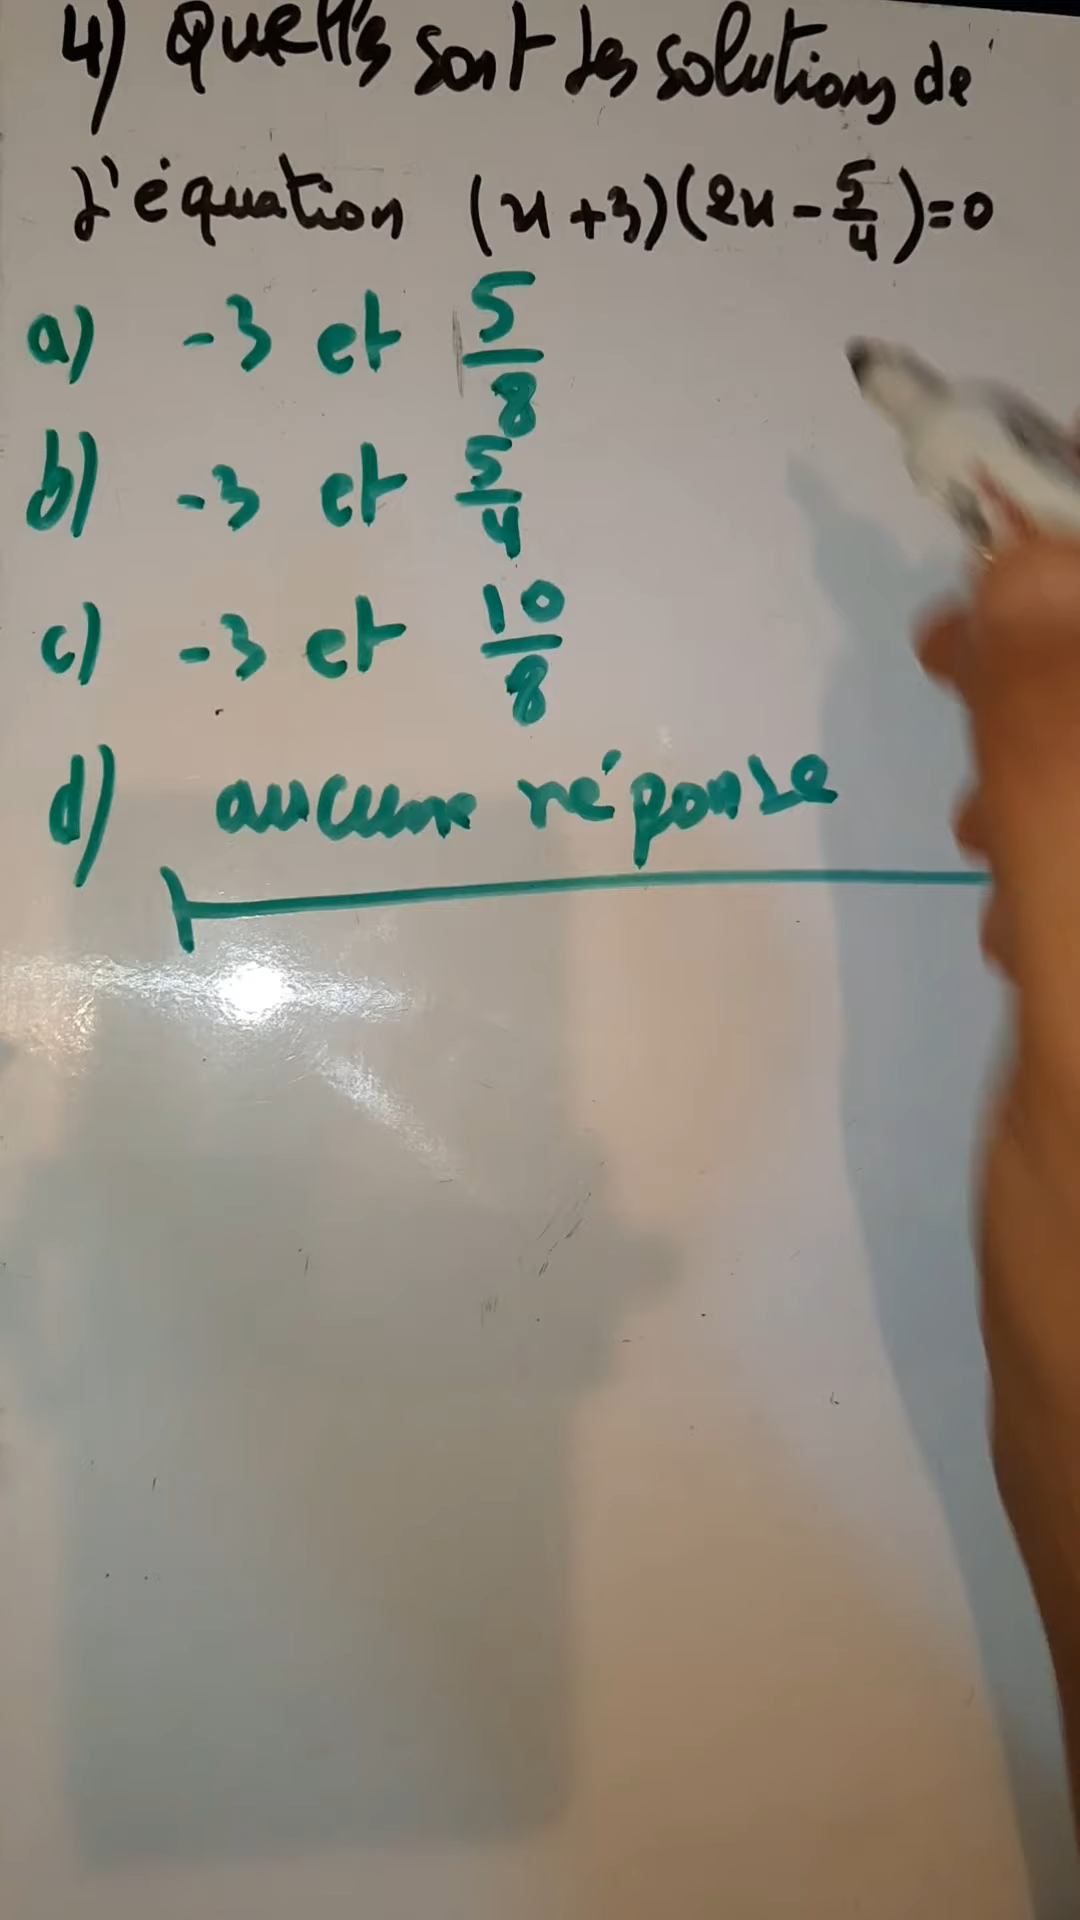 4) Quelles sont les solutions de
l'équation (x+3)(2x-5/4)=0
a) -3 et 5/8
b) -3 et 5/4
c) -3 et 10/8
d) aucune réponse